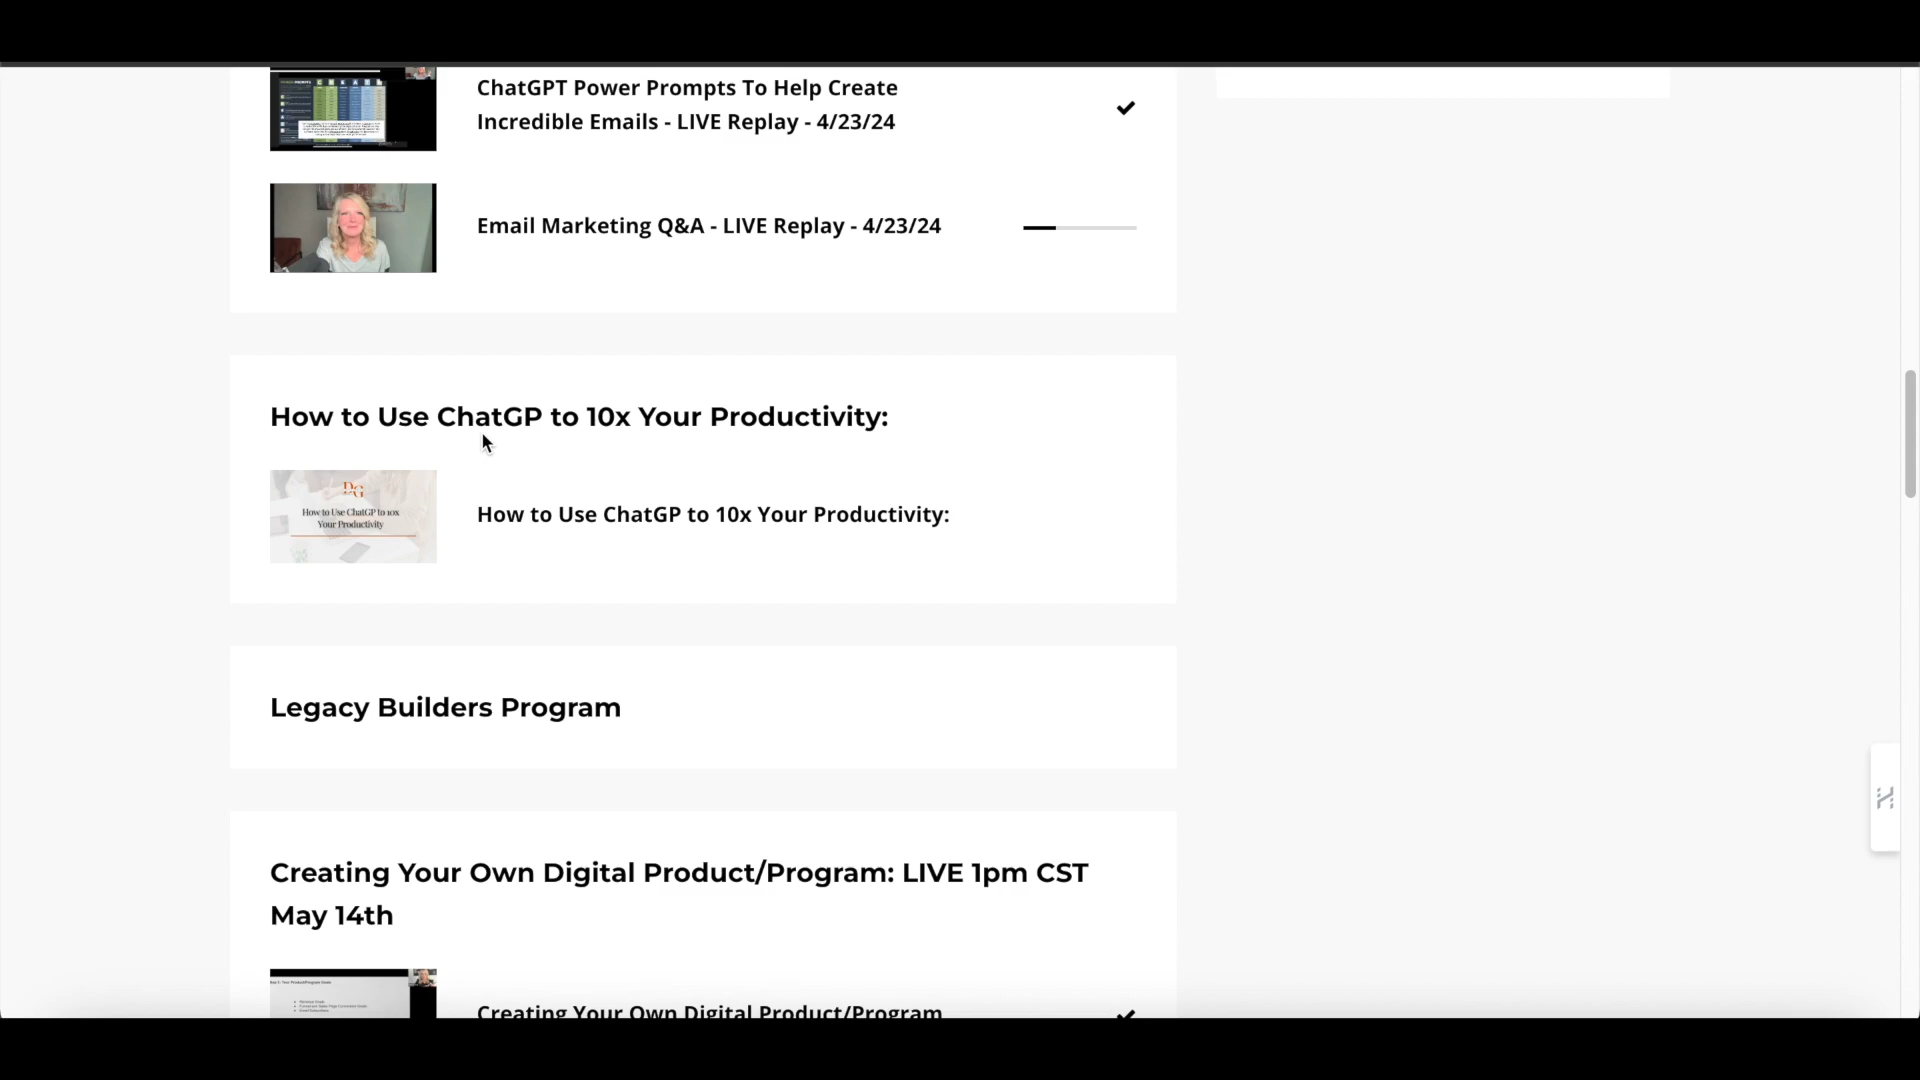 ChatGPT Power Prompts To Help Create
Incredible Emails - LIVE Replay - 4/23/24
Email Marketing Q&A - LIVE Replay - 4/23/24
How to Use ChatGP to 10x Your Productivity:
DG
How to Use ChatGP to 10x
Your Productivity
How to Use ChatGP to 10x Your Productivity:
Legacy Builders Program
Creating Your Own Digital Product/Program: LIVE 1pm CST
May 14th
Creating Your Own Digital Product/Program